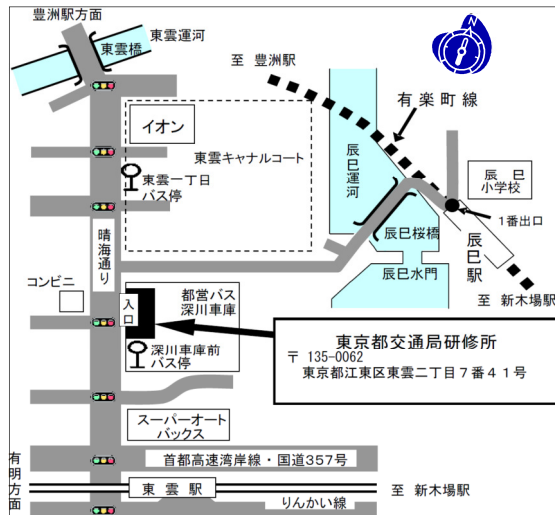 豊洲駅方面
東雲橋
東雲運河
至 豊洲駅
有楽町線
イオン
東雲キャナルコート
東雲一丁目
バス停
辰巳運河
辰巳
小学校
1番出口
辰巳桜橋
辰巳駅
辰巳水門
至 新木場駅
晴海通り
コンビニ
入口
都営バス
深川車庫
深川車庫前
バス停
東京都交通局研修所
〒 135-0062
東京都江東区東雲二丁目7番41号
スーパーオート
バックス
首都高速湾岸線・国道357号
有明方面
東雲駅
至 新木場駅
りんかい線